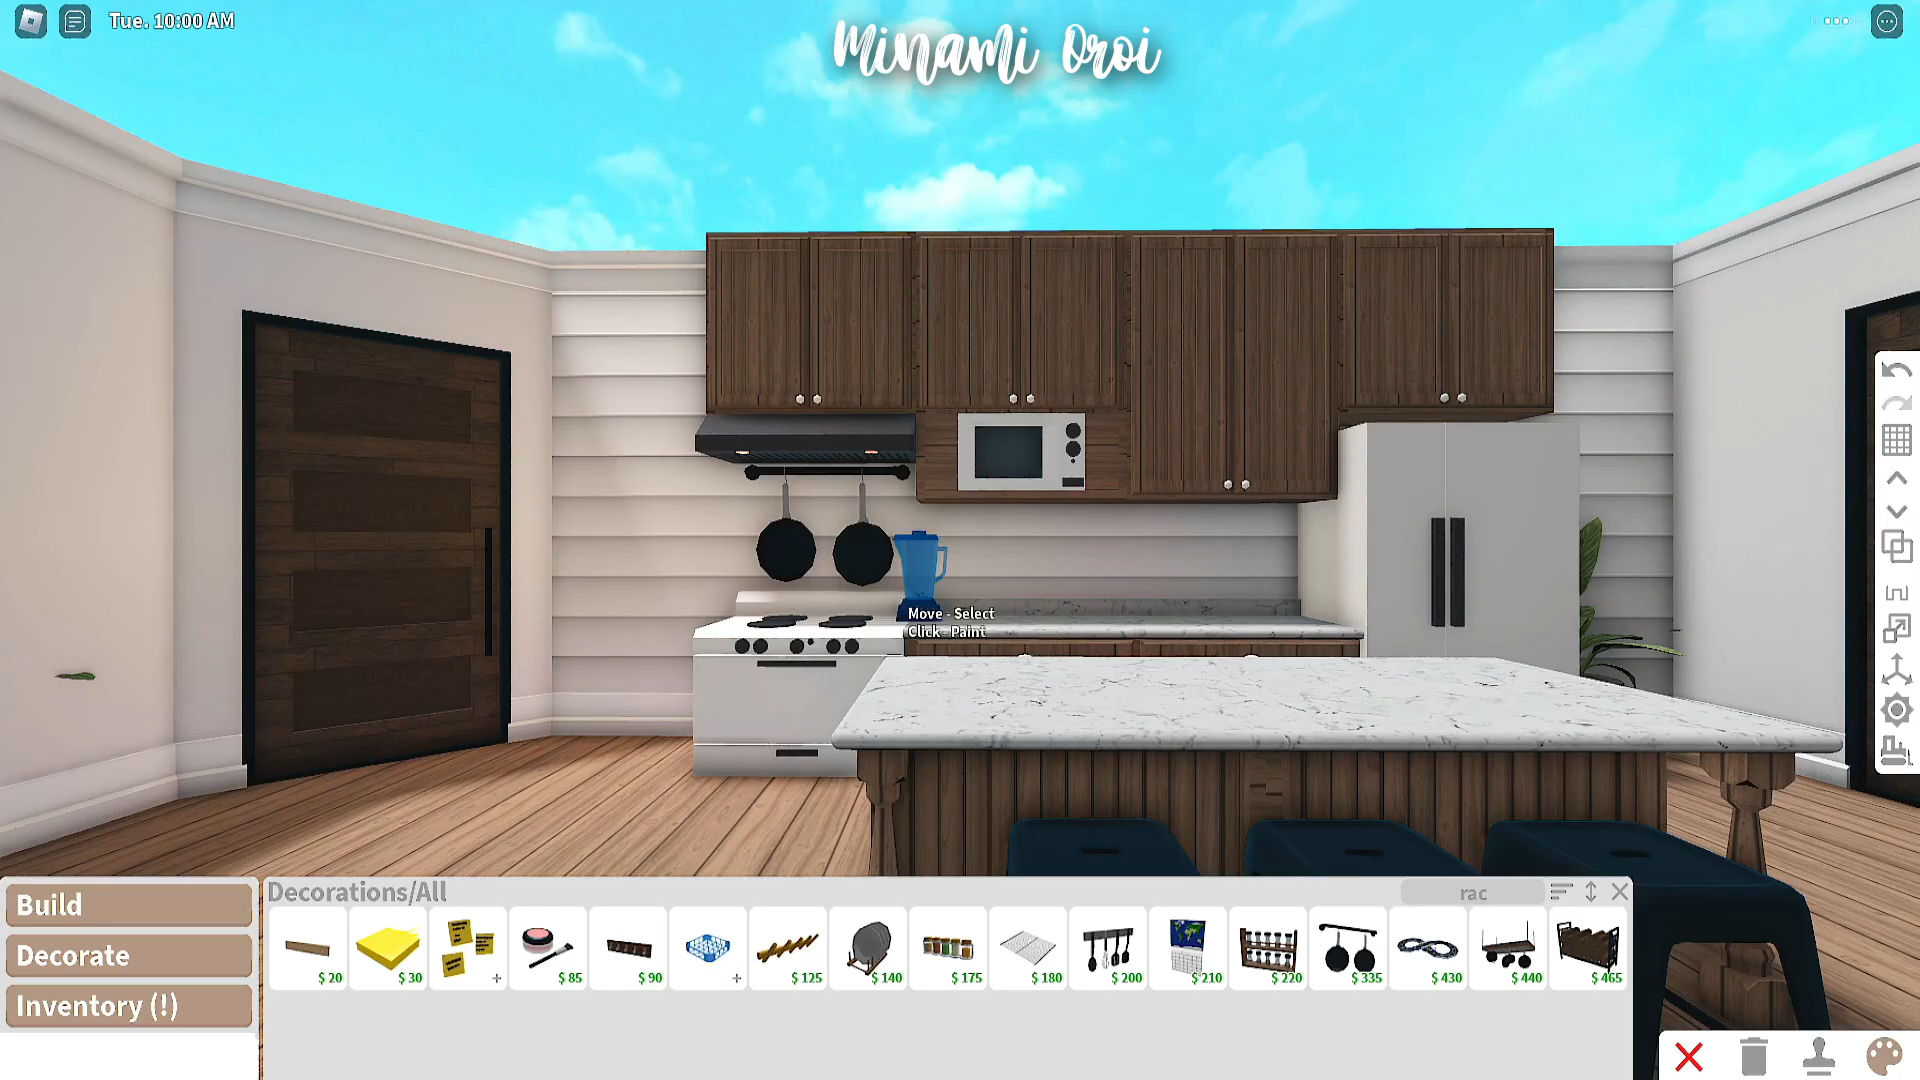 Tue. 10:00 AM
Minami Oroi
Move - Select
Click - Paint
Build
Decorate
Inventory (!)
Decorations/All
rac
$ 20
$ 30
+
$ 85
$ 90
+
$ 125
$ 140
$ 175
$ 180
$ 200
$ 210
$ 220
$ 335
$ 430
$ 440
$ 465